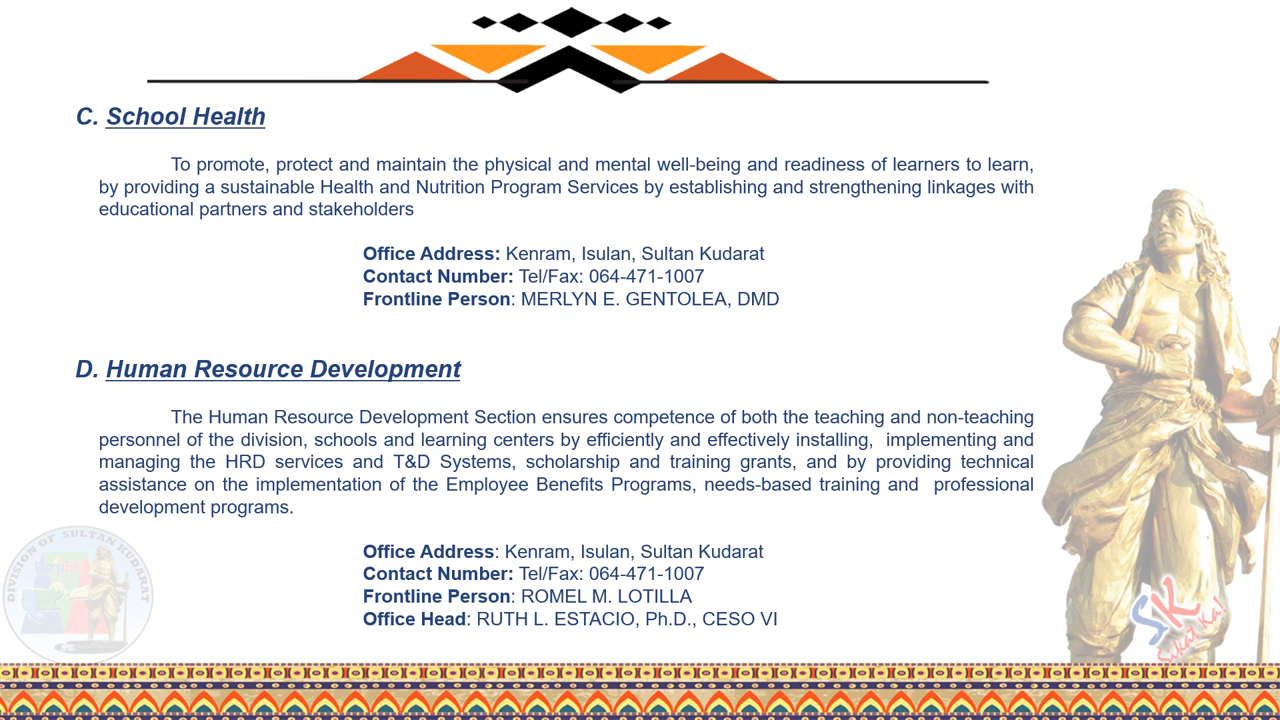 C. School Health
To promote, protect and maintain the physical and mental well-being and readiness of learners to learn,
by providing a sustainable Health and Nutrition Program Services by establishing and strengthening linkages with
educational partners and stakeholders
Office Address: Kenram, Isulan, Sultan Kudarat
Contact Number: Tel/Fax: 064-471-1007
Frontline Person: MERLYN E. GENTOLEA, DMD
D. Human Resource Development
The Human Resource Development Section ensures competence of both the teaching and non-teaching
personnel of the division, schools and learning centers by efficiently and effectively installing,  implementing and
managing the HRD services and T&D Systems, scholarship and training grants, and by providing technical
assistance on the implementation of the Employee Benefits Programs, needs-based training and  professional
development programs.
Office Address: Kenram, Isulan, Sultan Kudarat
Contact Number: Tel/Fax: 064-471-1007
Frontline Person: ROMEL M. LOTILLA
Office Head: RUTH L. ESTACIO, Ph.D., CESO VI
DIVISION OF SULTAN KUDARAT
SK